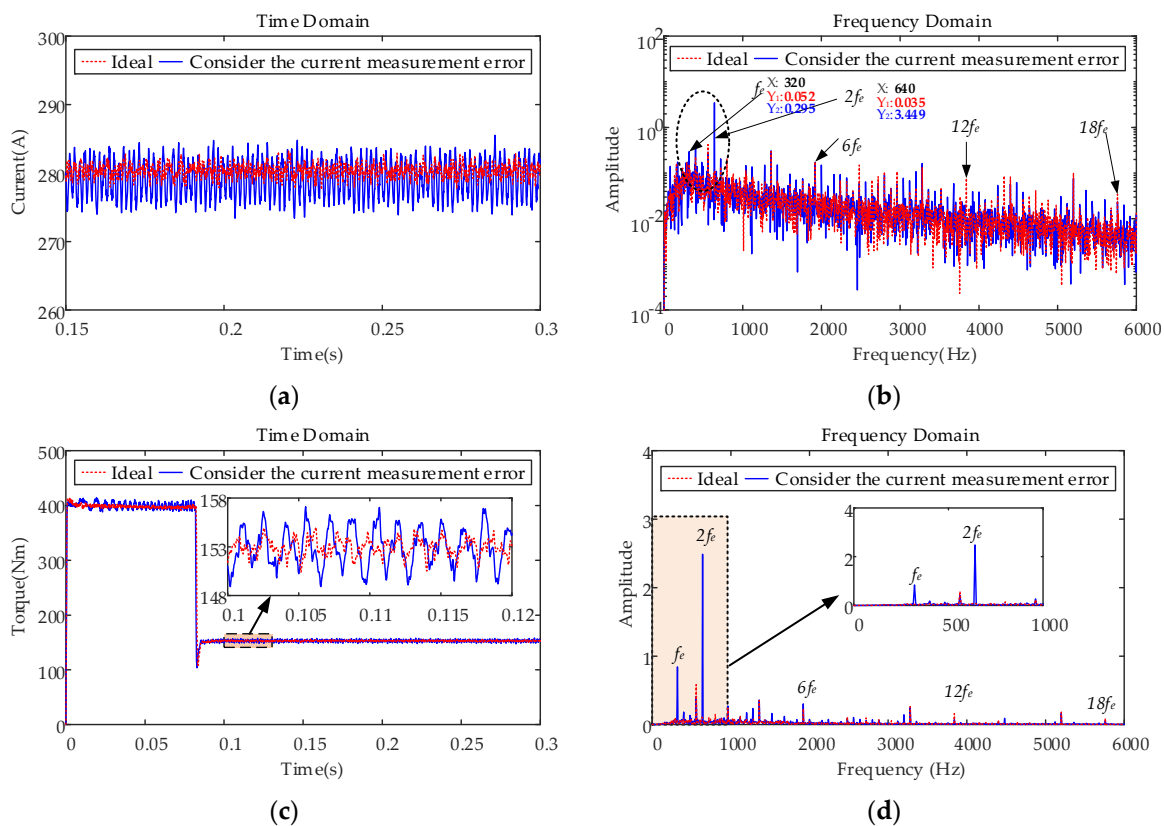 Time Domain
300
290
280
270
260
Current(A)
Ideal
Consider the current measurement error
0.15
0.2
0.25
0.3
Time(s)
(a)
Frequency Domain
10^2
10^0
10^-2
10^-4
Amplitude
Ideal
Consider the current measurement error
fe
X: 320
Y1:0.052
Y2:0.295
2fe
X: 640
Y1:0.035
Y2:3.449
6fe
12fe
18fe
0
1000
2000
3000
4000
5000
6000
Frequency(Hz)
(b)
Time Domain
500
400
300
200
100
0
Torque(Nm)
Ideal
Consider the current measurement error
158
153
148
0.1
0.105
0.11
0.115
0.12
0
0.05
0.1
0.15
0.2
0.25
0.3
Time(s)
(c)
Frequency Domain
4
3
2
1
0
Amplitude
Ideal
Consider the current measurement error
4
2
0
fe
2fe
0
500
1000
2fe
fe
6fe
12fe
18fe
0
1000
2000
3000
4000
5000
6000
Frequency (Hz)
(d)